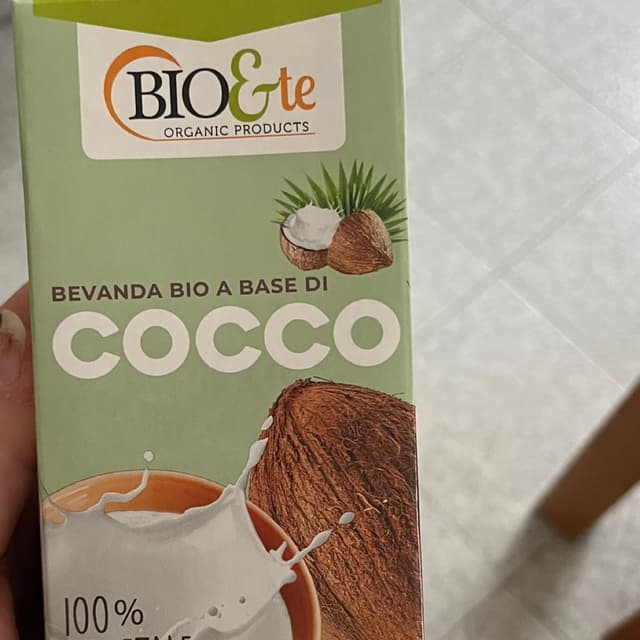 BIO&te
ORGANIC PRODUCTS
BEVANDA BIO A BASE DI
COCCO
100%